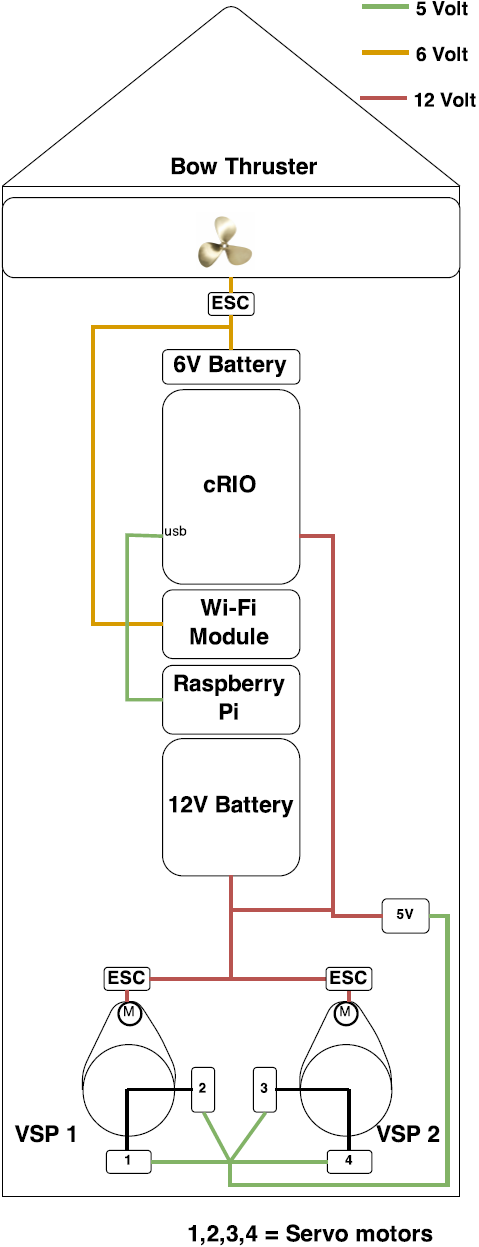 5 Volt
6 Volt
12 Volt
Bow Thruster
ESC
6V Battery
cRIO
usb
Wi-Fi
Module
Raspberry
Pi
12V Battery
5V
ESC
ESC
M
M
2
3
VSP 1
VSP 2
1
4
1,2,3,4 = Servo motors